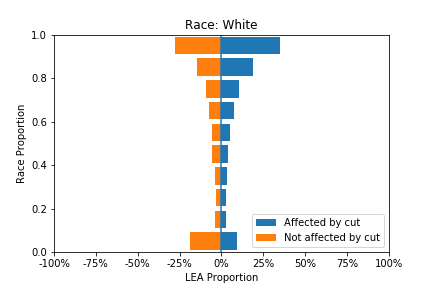 Race: White
1.0
0.8
0.6
0.4
0.2
0.0
Race Proportion
-100% -75% -50% -25% 0% 25% 50% 75% 100%
LEA Proportion
Affected by cut
Not affected by cut